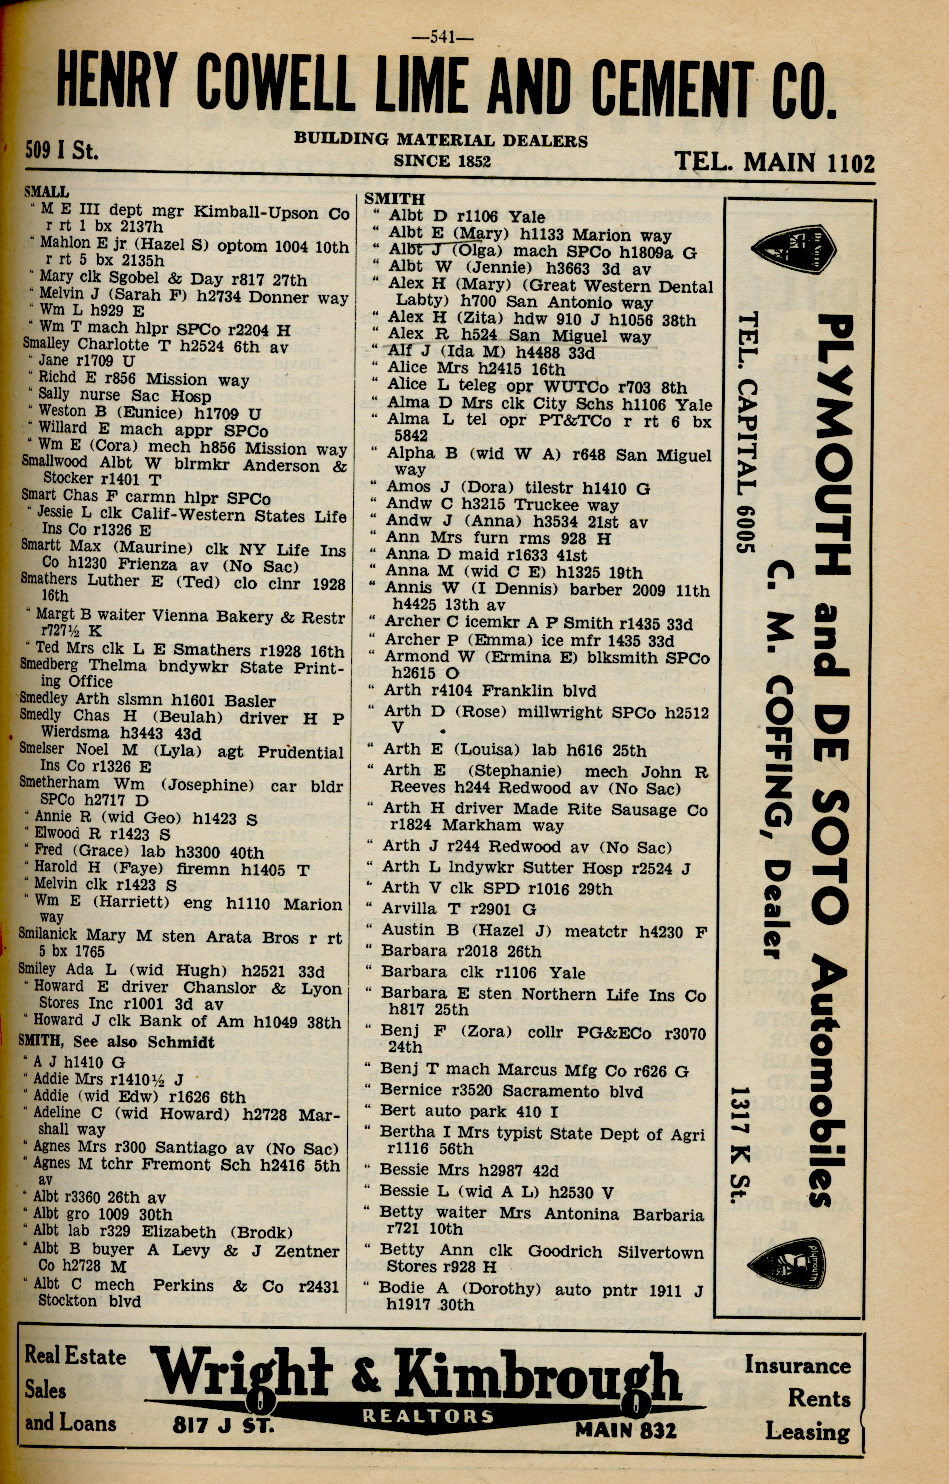 —541—
HENRY COWELL LIME AND CEMENT CO.
509 I St.
BUILDING MATERIAL DEALERS
SINCE 1852
TEL. MAIN 1102
SMALL
" M E III dept mgr Kimball-Upson Co
r rt 1 bx 2137h
" Mahlon E jr (Hazel S) optom 1004 10th
r rt 5 bx 2135h
" Mary clk Sgobel & Day r817 27th
" Melvin J (Sarah F) h2734 Donner way
" Wm L h929 E
" Wm T mach hlpr SPCo r2204 H
Smalley Charlotte T h2524 6th av
" Jane r1709 U
" Richd E r856 Mission way
" Sally nurse Sac Hosp
" Weston B (Eunice) h1709 U
" Willard E mach appr SPCo
" Wm E (Cora) mech h856 Mission way
Smallwood Albt W blrmkr Anderson &
Stocker r1401 T
Smart Chas F carmn hlpr SPCo
" Jessie L clk Calif-Western States Life
Ins Co r1326 E
Smartt Max (Maurine) clk NY Life Ins
Co h1230 Frienza av (No Sac)
Smathers Luther E (Ted) clo clnr 1928
16th
" Margt B waiter Vienna Bakery & Restr
r727½ K
" Ted Mrs clk L E Smathers r1928 16th
Smedberg Thelma bndywkr State Print-
ing Office
Smedley Arth slsmn h1601 Basler
Smedly Chas H (Beulah) driver H P
Wierdsma h3443 43d
Smelser Noel M (Lyla) agt Prudential
Ins Co r1326 E
Smetherham Wm (Josephine) car bldr
SPCo h2717 D
" Annie R (wid Geo) h1423 S
" Elwood R r1423 S
" Fred (Grace) lab h3300 40th
" Harold H (Faye) firemn h1405 T
" Melvin clk r1423 S
" Wm E (Harriett) eng h1110 Marion
way
Smilanick Mary M sten Arata Bros r rt
5 bx 1765
Smiley Ada L (wid Hugh) h2521 33d
" Howard E driver Chanslor & Lyon
Stores Inc r1001 3d av
" Howard J clk Bank of Am h1049 38th
SMITH, See also Schmidt
" A J h1410 G
" Addie Mrs r1410½ J
" Addie (wid Edw) r1626 6th
" Adeline C (wid Howard) h2728 Mar-
shall way
" Agnes Mrs r300 Santiago av (No Sac)
" Agnes M tchr Fremont Sch h2416 5th
av
" Albt r3360 26th av
" Albt gro 1009 30th
" Albt lab r329 Elizabeth (Brodk)
" Albt B buyer A Levy & J Zentner
Co h2728 M
" Albt C mech Perkins & Co r2431
Stockton blvd
SMITH
" Albt D r1106 Yale
" Albt E (Mary) h1133 Marion way
" Albt J (Olga) mach SPCo h1809a G
" Albt W (Jennie) h3663 3d av
" Alex H (Mary) (Great Western Dental
Labty) h700 San Antonio way
" Alex H (Zita) hdw 910 J h1056 38th
" Alex R h524 San Miguel way
" Alf J (Ida M) h4488 33d
" Alice Mrs h2415 16th
" Alice L teleg opr WUTCo r703 8th
" Alma D Mrs clk City Schs h1106 Yale
" Alma L tel opr PT&TCo r rt 6 bx
5842
" Alpha B (wid W A) r648 San Miguel
way
" Amos J (Dora) tilestr h1410 G
" Andw C h3215 Truckee way
" Andw J (Anna) h3534 21st av
" Ann Mrs furn rms 928 H
" Anna D maid r1633 41st
" Anna M (wid C E) h1325 19th
" Annis W (I Dennis) barber 2009 11th
h4425 13th av
" Archer C icemkr A P Smith r1435 33d
" Archer P (Emma) ice mfr 1435 33d
" Armond W (Ermina E) blksmith SPCo
h2615 O
" Arth r4104 Franklin blvd
" Arth D (Rose) millwright SPCo h2512
V
" Arth E (Louisa) lab h616 25th
" Arth E (Stephanie) mech John R
Reeves h244 Redwood av (No Sac)
" Arth H driver Made Rite Sausage Co
r1824 Markham way
" Arth J r244 Redwood av (No Sac)
" Arth L lndywkr Sutter Hosp r2524 J
" Arth V clk SPD r1016 29th
" Arvilla T r2901 G
" Austin B (Hazel J) meatctr h4230 F
" Barbara r2018 26th
" Barbara clk r1106 Yale
" Barbara E sten Northern Life Ins Co
h817 25th
" Benj F (Zora) collr PG&ECo r3070
24th
" Benj T mach Marcus Mfg Co r626 G
" Bernice r3520 Sacramento blvd
" Bert auto park 410 I
" Bertha I Mrs typist State Dept of Agri
r1116 56th
" Bessie Mrs h2987 42d
" Bessie L (wid A L) h2530 V
" Betty waiter Mrs Antonina Barbaria
r721 10th
" Betty Ann clk Goodrich Silvertown
Stores r928 H
" Bodie A (Dorothy) auto pntr 1911 J
h1917 30th
DE SOTO
PLYMOUTH and DE SOTO Automobiles
C. M. COFFING, Dealer
TEL. CAPITAL 6005
1317 K St.
PLYMOUTH
Real Estate
Sales
and Loans
Wright & Kimbrough
REALTORS
817 J ST.
MAIN 832
Insurance
Rents
Leasing